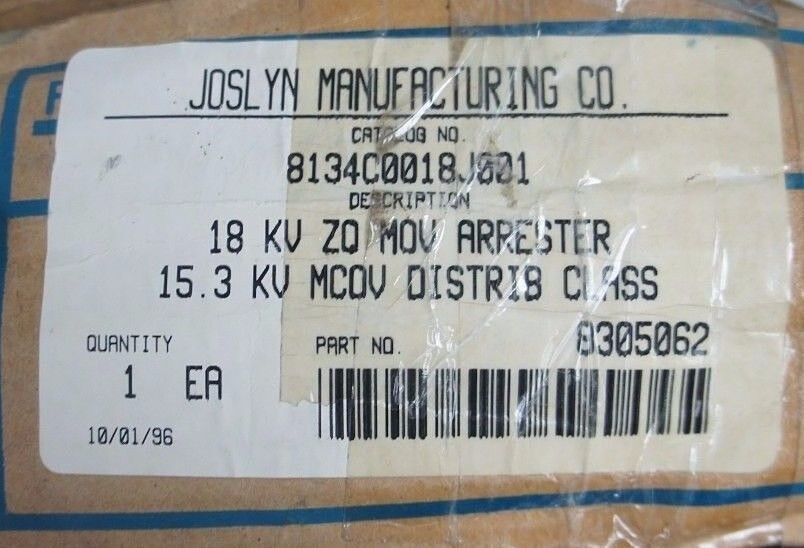 JOSLYN MANUFACTURING CO.
CATALOG NO.
8134C0018J001
DESCRIPTION
18 KV ZQ MOV ARRESTER
15.3 KV MCOV DISTRIB CLASS
QUANTITY
1 EA
PART NO.
8305062
10/01/96